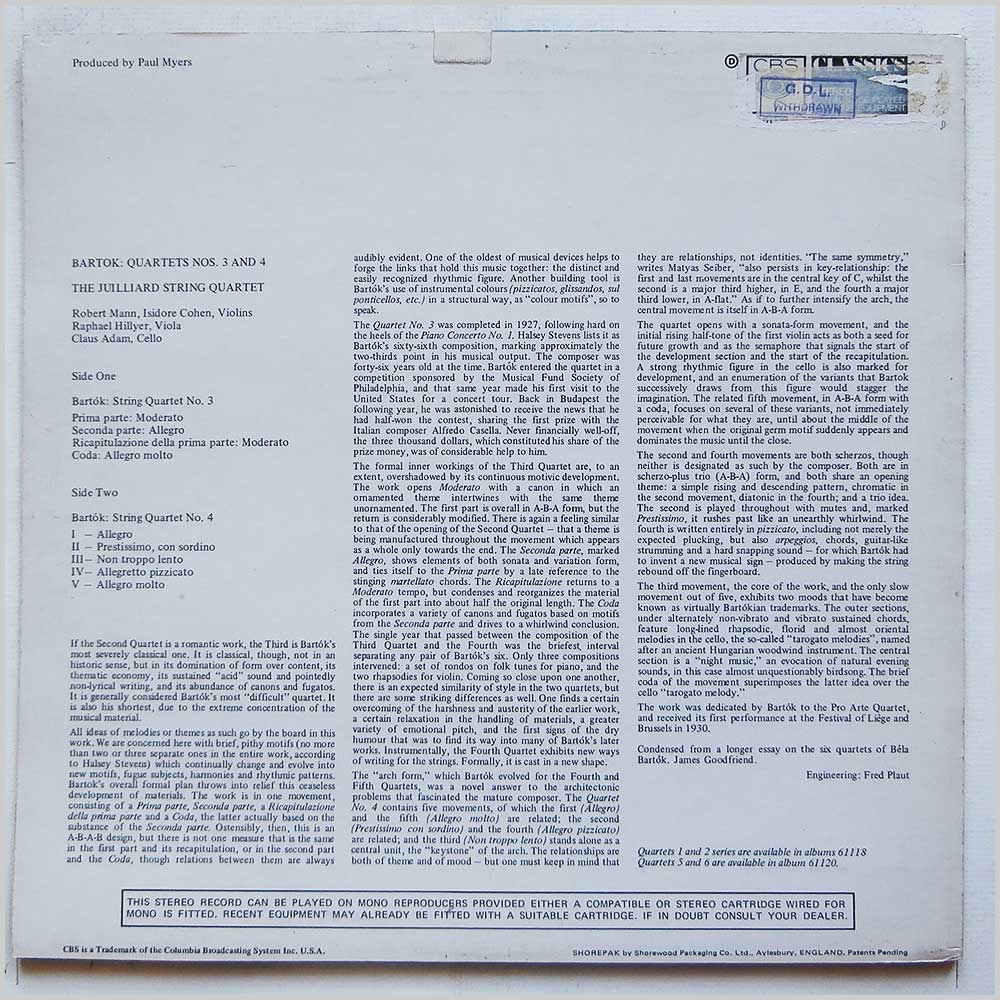 Produced by Paul Myers
Ⓓ CBS CLASSICS
G.D.L.
WITHDRAWN
BARTOK: QUARTETS NOS. 3 AND 4
THE JUILLIARD STRING QUARTET
Robert Mann, Isidore Cohen, Violins
Raphael Hillyer, Viola
Claus Adam, Cello
Side One
Bartók: String Quartet No. 3
Prima parte: Moderato
Seconda parte: Allegro
Ricapitulazione della prima parte: Moderato
Coda: Allegro molto
Side Two
Bartók: String Quartet No. 4
I – Allegro
II – Prestissimo, con sordino
III – Non troppo lento
IV – Allegretto pizzicato
V – Allegro molto
If the Second Quartet is a romantic work, the Third is Bartók's
most severely classical one. It is classical, though, not in an
historic sense, but in its domination of form over content, its
thematic economy, its sustained "acid" sound and pointedly
non-lyrical writing, and its abundance of canons and fugatos.
It is generally considered Bartók's most "difficult" quartet. It
is also his shortest, due to the extreme concentration of the
musical material.
All ideas of melodies or themes as such go by the board in this
work. We are concerned here with brief, pithy motifs (no more
than two or three separate ones in the entire work, according
to Halsey Stevens) which continually change and evolve into
new motifs, fugue subjects, harmonies and rhythmic patterns.
Bartók's overall formal plan throws into relief this ceaseless
development of materials. The work is in one movement,
consisting of a Prima parte, Seconda parte, a Ricapitulazione
della prima parte and a Coda, the latter actually based on the
substance of the Seconda parte. Ostensibly, then, this is an
A-B-A-B design, but there is not one measure that is the same
in the first part and its recapitulation, or in the second part
and the Coda, though relations between them are always
audibly evident. One of the oldest of musical devices helps to
forge the links that hold this music together: the distinct and
easily recognized rhythmic figure. Another building tool is
Bartók's use of instrumental colours (pizzicatos, glissandos, sul
ponticellos, etc.) in a structural way, as "colour motifs", so to
speak.
The Quartet No. 3 was completed in 1927, following hard on
the heels of the Piano Concerto No. 1. Halsey Stevens lists it as
Bartók's sixty-sixth composition, marking approximately the
two-thirds point in his musical output. The composer was
forty-six years old at the time. Bartók entered the quartet in a
competition sponsored by the Musical Fund Society of
Philadelphia, and that same year made his first visit to the
United States for a concert tour. Back in Budapest the
following year, he was astonished to receive the news that he
had half-won the contest, sharing the first prize with the
Italian composer Alfredo Casella. Never financially well-off,
the three thousand dollars, which constituted his share of the
prize money, was of considerable help to him.
The formal inner workings of the Third Quartet are, to an
extent, overshadowed by its continuous motivic development.
The work opens Moderato with a canon in which an
ornamented theme intertwines with the same theme
unornamented. The first part is overall in A-B-A form, but the
return is considerably modified. There is again a feeling similar
to that of the opening of the Second Quartet – that a theme is
being manufactured throughout the movement which appears
as a whole only towards the end. The Seconda parte, marked
Allegro, shows elements of both sonata and variation form,
and ties itself to the Prima parte by a late reference to the
stinging martellato chords. The Ricapitulazione returns to a
Moderato tempo, but condenses and reorganizes the material
of the first part into about half the original length. The Coda
incorporates a variety of canons and fugatos based on motifs
from the Seconda parte and drives to a whirlwind conclusion.
The single year that passed between the composition of the
Third Quartet and the Fourth was the briefest interval
separating any pair of Bartók's six. Only three compositions
intervened: a set of rondos on folk tunes for piano, and the
two rhapsodies for violin. Coming so close upon one another,
there is an expected similarity of style in the two quartets, but
there are some striking differences as well. One finds a certain
overcoming of the harshness and austerity of the earlier work,
a certain relaxation in the handling of materials, a greater
variety of emotional pitch, and the first signs of the dry
humour that was to find its way into many of Bartók's later
works. Instrumentally, the Fourth Quartet exhibits new ways
of writing for the strings. Formally, it is cast in a new shape.
The "arch form," which Bartók evolved for the Fourth and
Fifth Quartets, was a novel answer to the architectonic
problems that fascinated the mature composer. The Quartet
No. 4 contains five movements, of which the first (Allegro)
and the fifth (Allegro molto) are related; the second
(Prestissimo con sordino) and the fourth (Allegro pizzicato)
are related; and the third (Non troppo lento) stands alone as a
central unit, the "keystone" of the arch. The relationships are
both of theme and of mood – but one must keep in mind that
they are relationships, not identities. "The same symmetry,"
writes Matyas Seiber, "also persists in key-relationship: the
first and last movements are in the central key of C, whilst the
second is a major third higher, in E, and the fourth a major
third lower, in A-flat." As if to further intensify the arch, the
central movement is itself in A-B-A form.
The quartet opens with a sonata-form movement, and the
initial rising half-tone of the first violin acts as both a seed for
future growth and as the semaphore that signals the start of
the development section and the start of the recapitulation.
A strong rhythmic figure in the cello is also marked for
development, and an enumeration of the variants that Bartok
successively draws from this figure would stagger the
imagination. The related fifth movement, in A-B-A form with
a coda, focuses on several of these variants, not immediately
perceivable for what they are, until about the middle of the
movement when the original germ motif suddenly appears and
dominates the music until the close.
The second and fourth movements are both scherzos, though
neither is designated as such by the composer. Both are in
scherzo-plus trio (A-B-A) form, and both share an opening
theme: a simple rising and descending pattern, chromatic in
the second movement, diatonic in the fourth; and a trio idea.
The second is played throughout with mutes and, marked
Prestissimo, it rushes past like an unearthly whirlwind. The
fourth is written entirely in pizzicato, including not merely the
expected plucking, but also arpeggios, chords, guitar-like
strumming and a hard snapping sound – for which Bartók had
to invent a new musical sign – produced by making the string
rebound off the fingerboard.
The third movement, the core of the work, and the only slow
movement out of five, exhibits two moods that have become
known as virtually Bartókian trademarks. The outer sections,
under alternately non-vibrato and vibrato sustained chords,
feature long-lined rhapsodic, florid and almost oriental
melodies in the cello, the so-called "tarogato melodies", named
after an ancient Hungarian woodwind instrument. The central
section is a "night music," an evocation of natural evening
sounds, in this case almost unquestionably birdsong. The brief
coda of the movement superimposes the latter idea over the
cello "tarogato melody."
The work was dedicated by Bartók to the Pro Arte Quartet,
and received its first performance at the Festival of Liège and
Brussels in 1930.
Condensed from a longer essay on the six quartets of Béla
Bartók. James Goodfriend.
Engineering: Fred Plaut
Quartets 1 and 2 series are available in albums 61118
Quartets 5 and 6 are available in album 61120.
THIS STEREO RECORD CAN BE PLAYED ON MONO REPRODUCERS PROVIDED EITHER A COMPATIBLE OR STEREO CARTRIDGE WIRED FOR
MONO IS FITTED. RECENT EQUIPMENT MAY ALREADY BE FITTED WITH A SUITABLE CARTRIDGE. IF IN DOUBT CONSULT YOUR DEALER.
CBS is a Trademark of the Columbia Broadcasting System Inc. U.S.A.
SHOREPAK by Shorewood Packaging Co. Ltd., Aylesbury, ENGLAND. Patents Pending